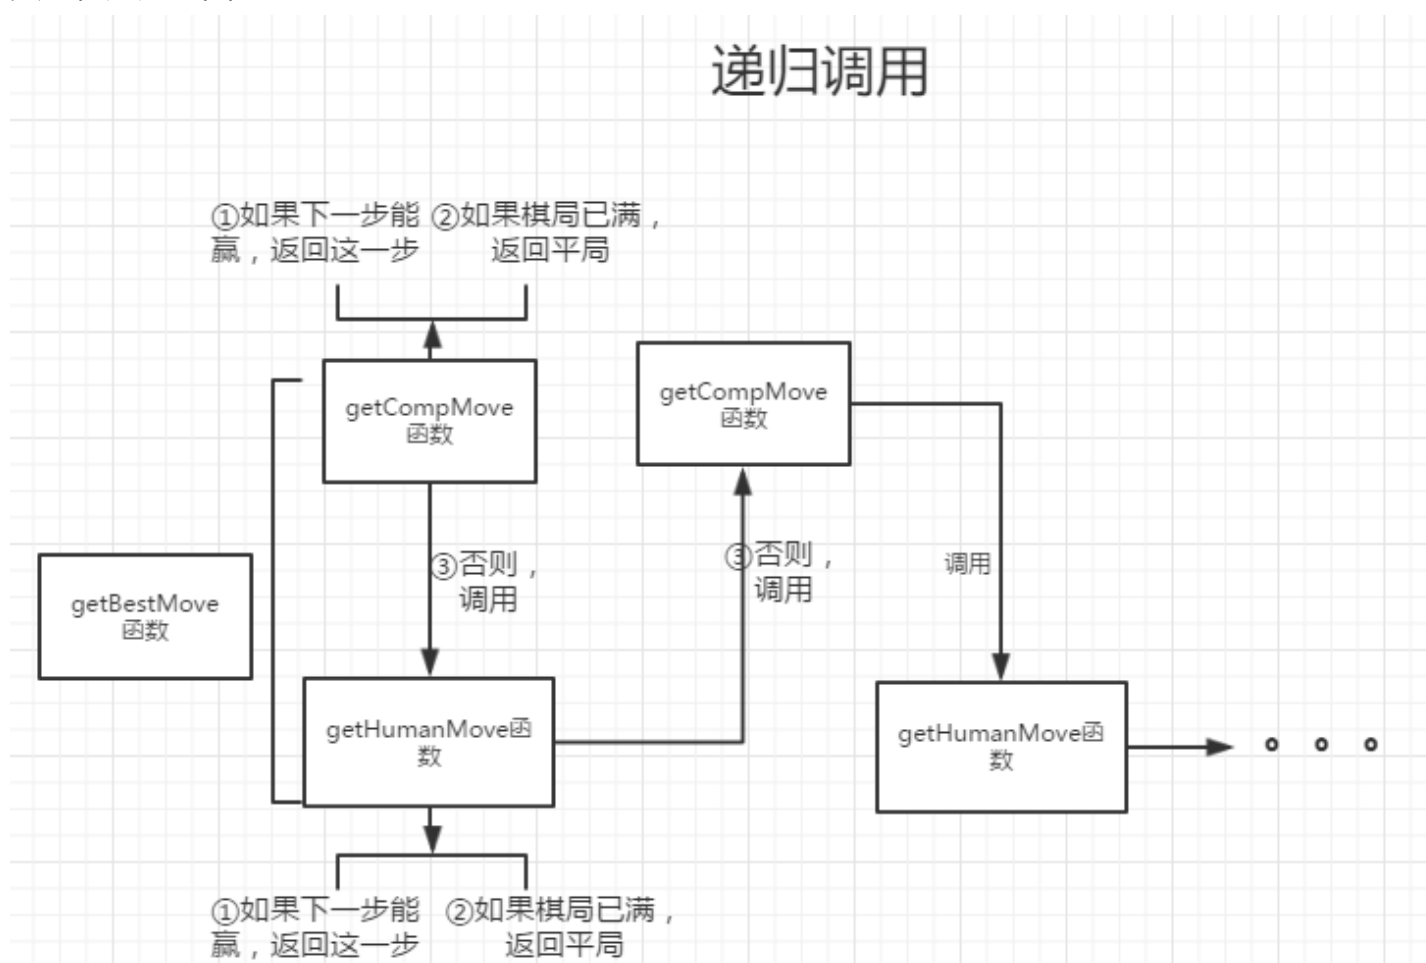 递归调用
①如果下一步能
赢，返回这一步
②如果棋局已满，
返回平局
getCompMove
函数
getCompMove
函数
③否则，
调用
③否则，
调用
调用
getBestMove
函数
getHumanMove函
数
getHumanMove函
数
①如果下一步能
赢，返回这一步
②如果棋局已满，
返回平局